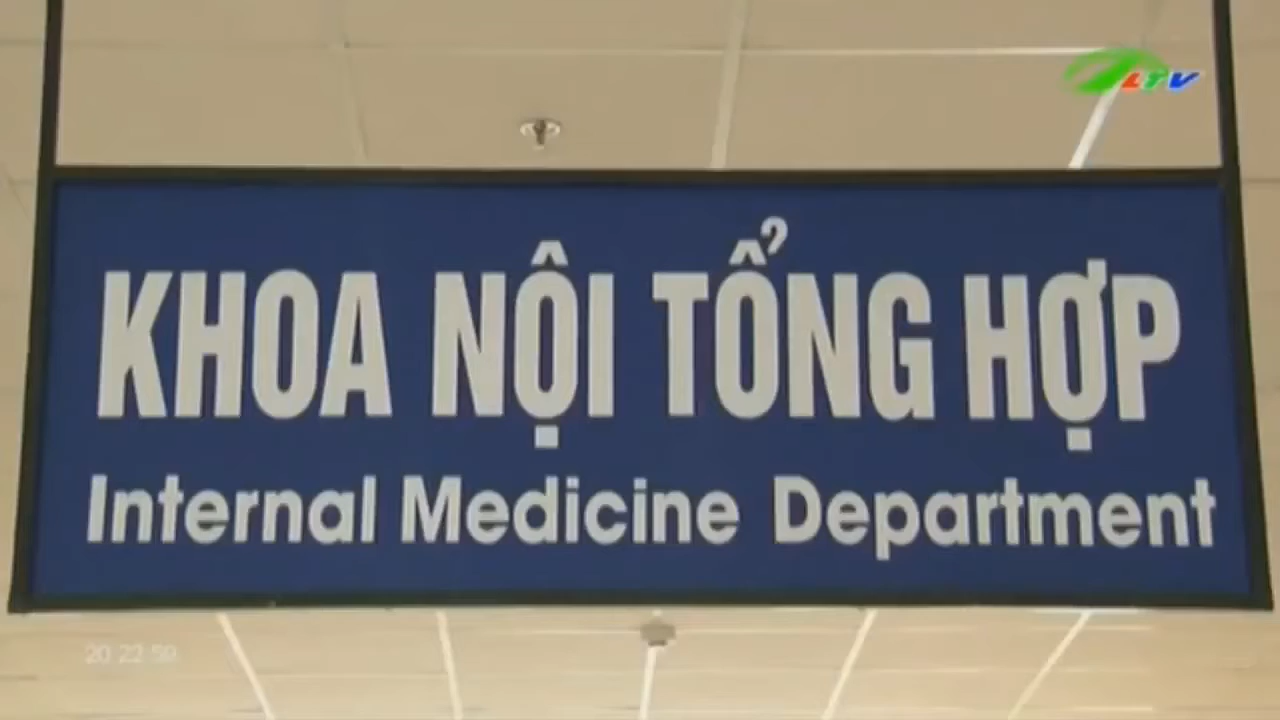 LTV
KHOA NỘI TỔNG HỢP
Internal Medicine Department
20:22:59